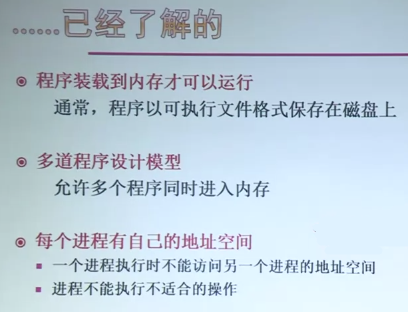 ……已经了解的
程序装载到内存才可以运行
通常，程序以可执行文件格式保存在磁盘上
多道程序设计模型
允许多个程序同时进入内存
每个进程有自己的地址空间
一个进程执行时不能访问另一个进程的地址空间
进程不能执行不适合的操作